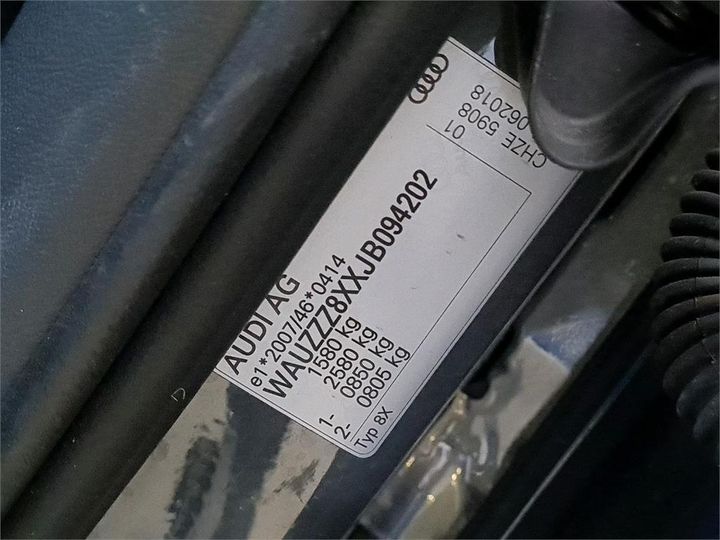 AUDI AG
e1*2007/46*0414
WAUZZZ8XXJB094202
1580 kg
2580 kg
1- 0850 kg
2- 0805 kg
Typ 8X
01
CHZE 5908
062018